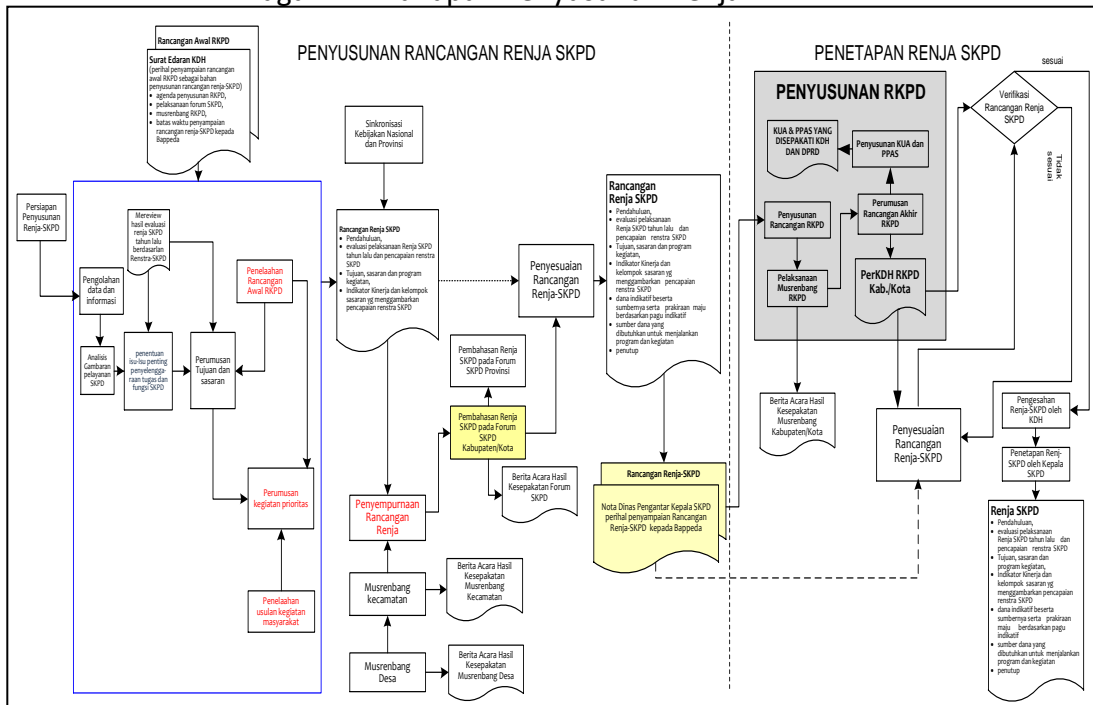 PENYUSUNAN RANCANGAN RENJA SKPD
PENETAPAN RENJA SKPD
Rancangan Awal RKPD
Surat Edaran KDH
(perihal penyampaian rancangan
awal RKPD sebagai bahan
penyusunan rancangan renja-SKPD)
• agenda penyusunan RKPD,
• pelaksanaan forum SKPD,
• musrenbang RKPD,
• batas waktu penyampaian
rancangan renja-SKPD kepada
Bappeda
Persiapan
Penyusunan
Renja-SKPD
Pengolahan
data dan
informasi
Analisis
Gambaran
pelayanan
SKPD
Mereview
hasil evaluasi
renja SKPD
tahun lalu
berdasarlan
Renstra-SKPD
penentuan
isu-isu penting
penyelengga-
raan tugas dan
fungsi SKPD
Perumusan
Tujuan dan
sasaran
Penelaahan
Rancangan
Awal RKPD
Perumusan
kegiatan prioritas
Penelaahan
usulan kegiatan
masyarakat
Sinkronisasi
Kebijakan Nasional
dan Provinsi
Rancangan Renja SKPD
• Pendahuluan,
• evaluasi pelaksanaan Renja SKPD
tahun lalu dan pencapaian renstra
SKPD
• Tujuan, sasaran dan program
kegiatan,
• Indikator Kinerja dan kelompok
sasaran yg menggambarkan
pencapaian renstra SKPD
Penyempurnaan
Rancangan
Renja
Musrenbang
kecamatan
Musrenbang
Desa
Berita Acara Hasil
Kesepakatan
Musrenbang
Kecamatan
Berita Acara Hasil
Kesepakatan
Musrenbang Desa
Pembahasan Renja
SKPD pada Forum
SKPD Provinsi
Pembahasan Renja
SKPD pada Forum
SKPD
Kabupaten/Kota
Berita Acara Hasil
Kesepakatan Forum
SKPD
Penyesuaian
Rancangan
Renja-SKPD
Rancangan
Renja SKPD
• Pendahuluan,
• evaluasi pelaksanaan
Renja SKPD tahun lalu dan
pencapaian renstra SKPD
• Tujuan, sasaran dan program
kegiatan,
• Indikator Kinerja dan
kelompok sasaran yg
menggambarkan pencapaian
renstra SKPD
• dana indikatif beserta
sumbernya serta prakiraan maju
berdasarkan pagu indikatif
• sumber dana yang
dibutuhkan untuk menjalankan
program dan kegiatan
• penutup
Rancangan Renja-SKPD
Nota Dinas Pengantar Kepala SKPD
perihal penyampaian Rancangan
Renja-SKPD kepada Bappeda
PENYUSUNAN RKPD
KUA & PPAS YANG
DISEPAKATI KDH
DAN DPRD
Penyusunan KUA dan
PPAS
Penyusunan
Rancangan RKPD
Perumusan
Rancangan Akhir
RKPD
Pelaksanaan
Musrenbang
RKPD
PerKDH RKPD
Kab./Kota
Berita Acara Hasil
Kesepakatan
Musrenbang
Kabupaten/Kota
Penyesuaian
Rancangan
Renja-SKPD
sesuai
Verifikasi
Rancangan Renja
SKPD
Tidak
sesuai
Pengesahan
Renja-SKPD oleh
KDH
Penetapan Renj-
SKPD oleh Kepala
SKPD
Renja SKPD
• Pendahuluan,
• evaluasi pelaksanaan
Renja SKPD tahun lalu dan
pencapaian renstra SKPD
• Tujuan, sasaran dan
program kegiatan,
• Indikator Kinerja dan
kelompok sasaran yg
menggambarkan pencapaian
renstra SKPD
• dana indikatif beserta
sumbernya serta prakiraan
maju berdasarkan pagu
indikatif
• sumber dana yang
dibutuhkan untuk menjalankan
program dan kegiatan
• penutup